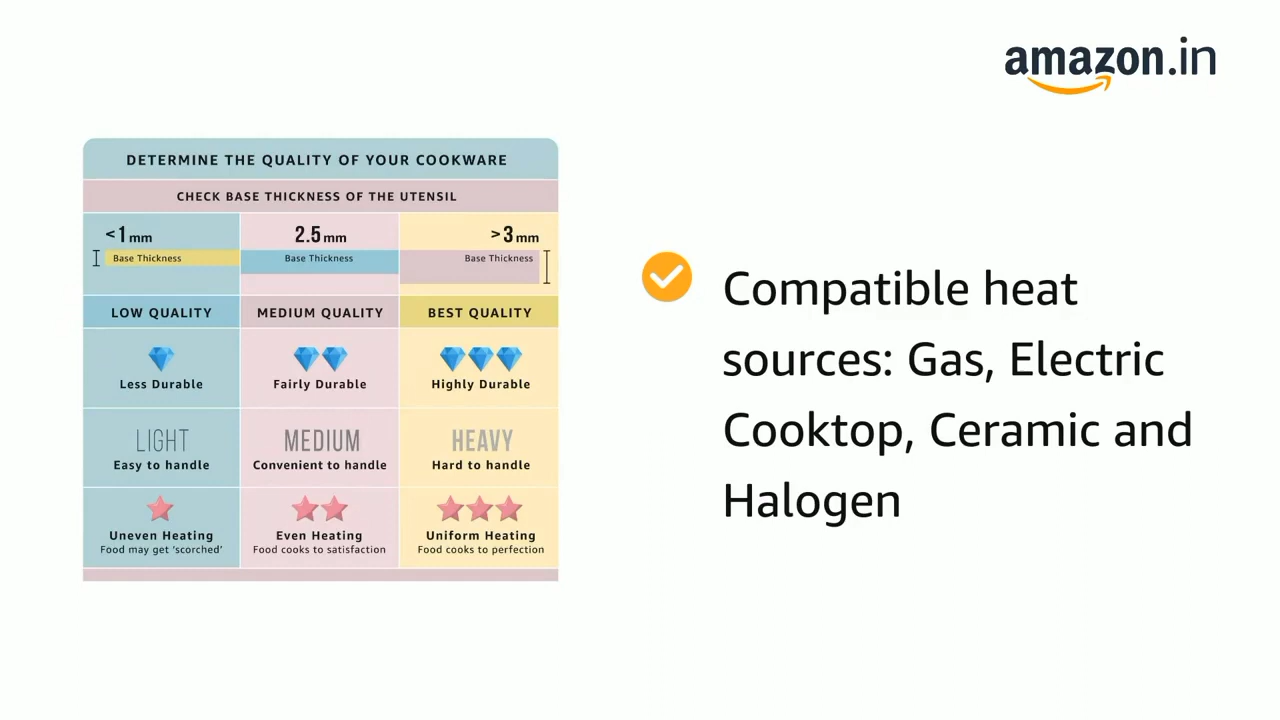 amazon.in
DETERMINE THE QUALITY OF YOUR COOKWARE
CHECK BASE THICKNESS OF THE UTENSIL
<1mm 2.5mm >3mm
Base Thickness Base Thickness Base Thickness
LOW QUALITY MEDIUM QUALITY BEST QUALITY
Less Durable Fairly Durable Highly Durable
LIGHT MEDIUM HEAVY
Easy to handle Convenient to handle Hard to handle
Uneven Heating Even Heating Uniform Heating
Food may get 'scorched' Food cooks to satisfaction Food cooks to perfection
Compatible heat
sources: Gas, Electric
Cooktop, Ceramic and
Halogen